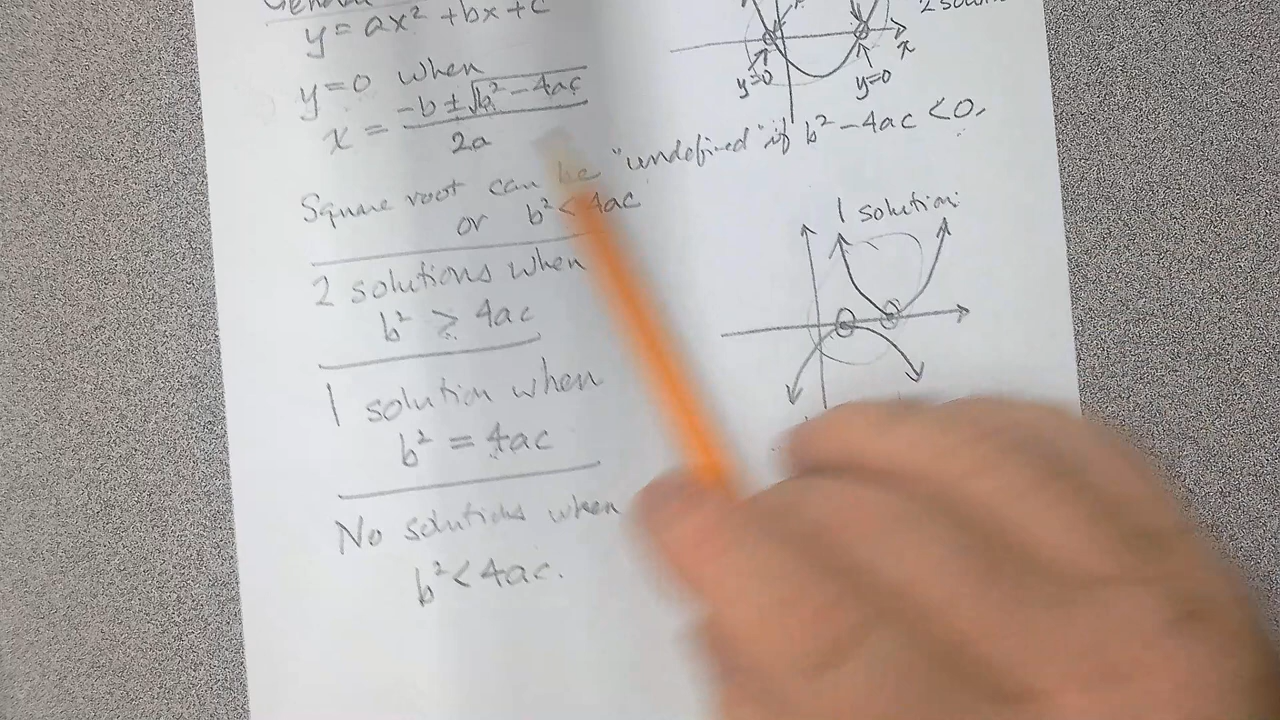 y = ax² + bx + c
y = 0 when
x = (-b ± √(b² - 4ac)) / 2a
Square root can be "undefined" if b² - 4ac < 0,
or b² < 4ac
2 solutions when
b² ≥ 4ac
1 solution when
b² = 4ac
No solutions when
b² < 4ac.
2
x
y=0
y=0
1 solution: